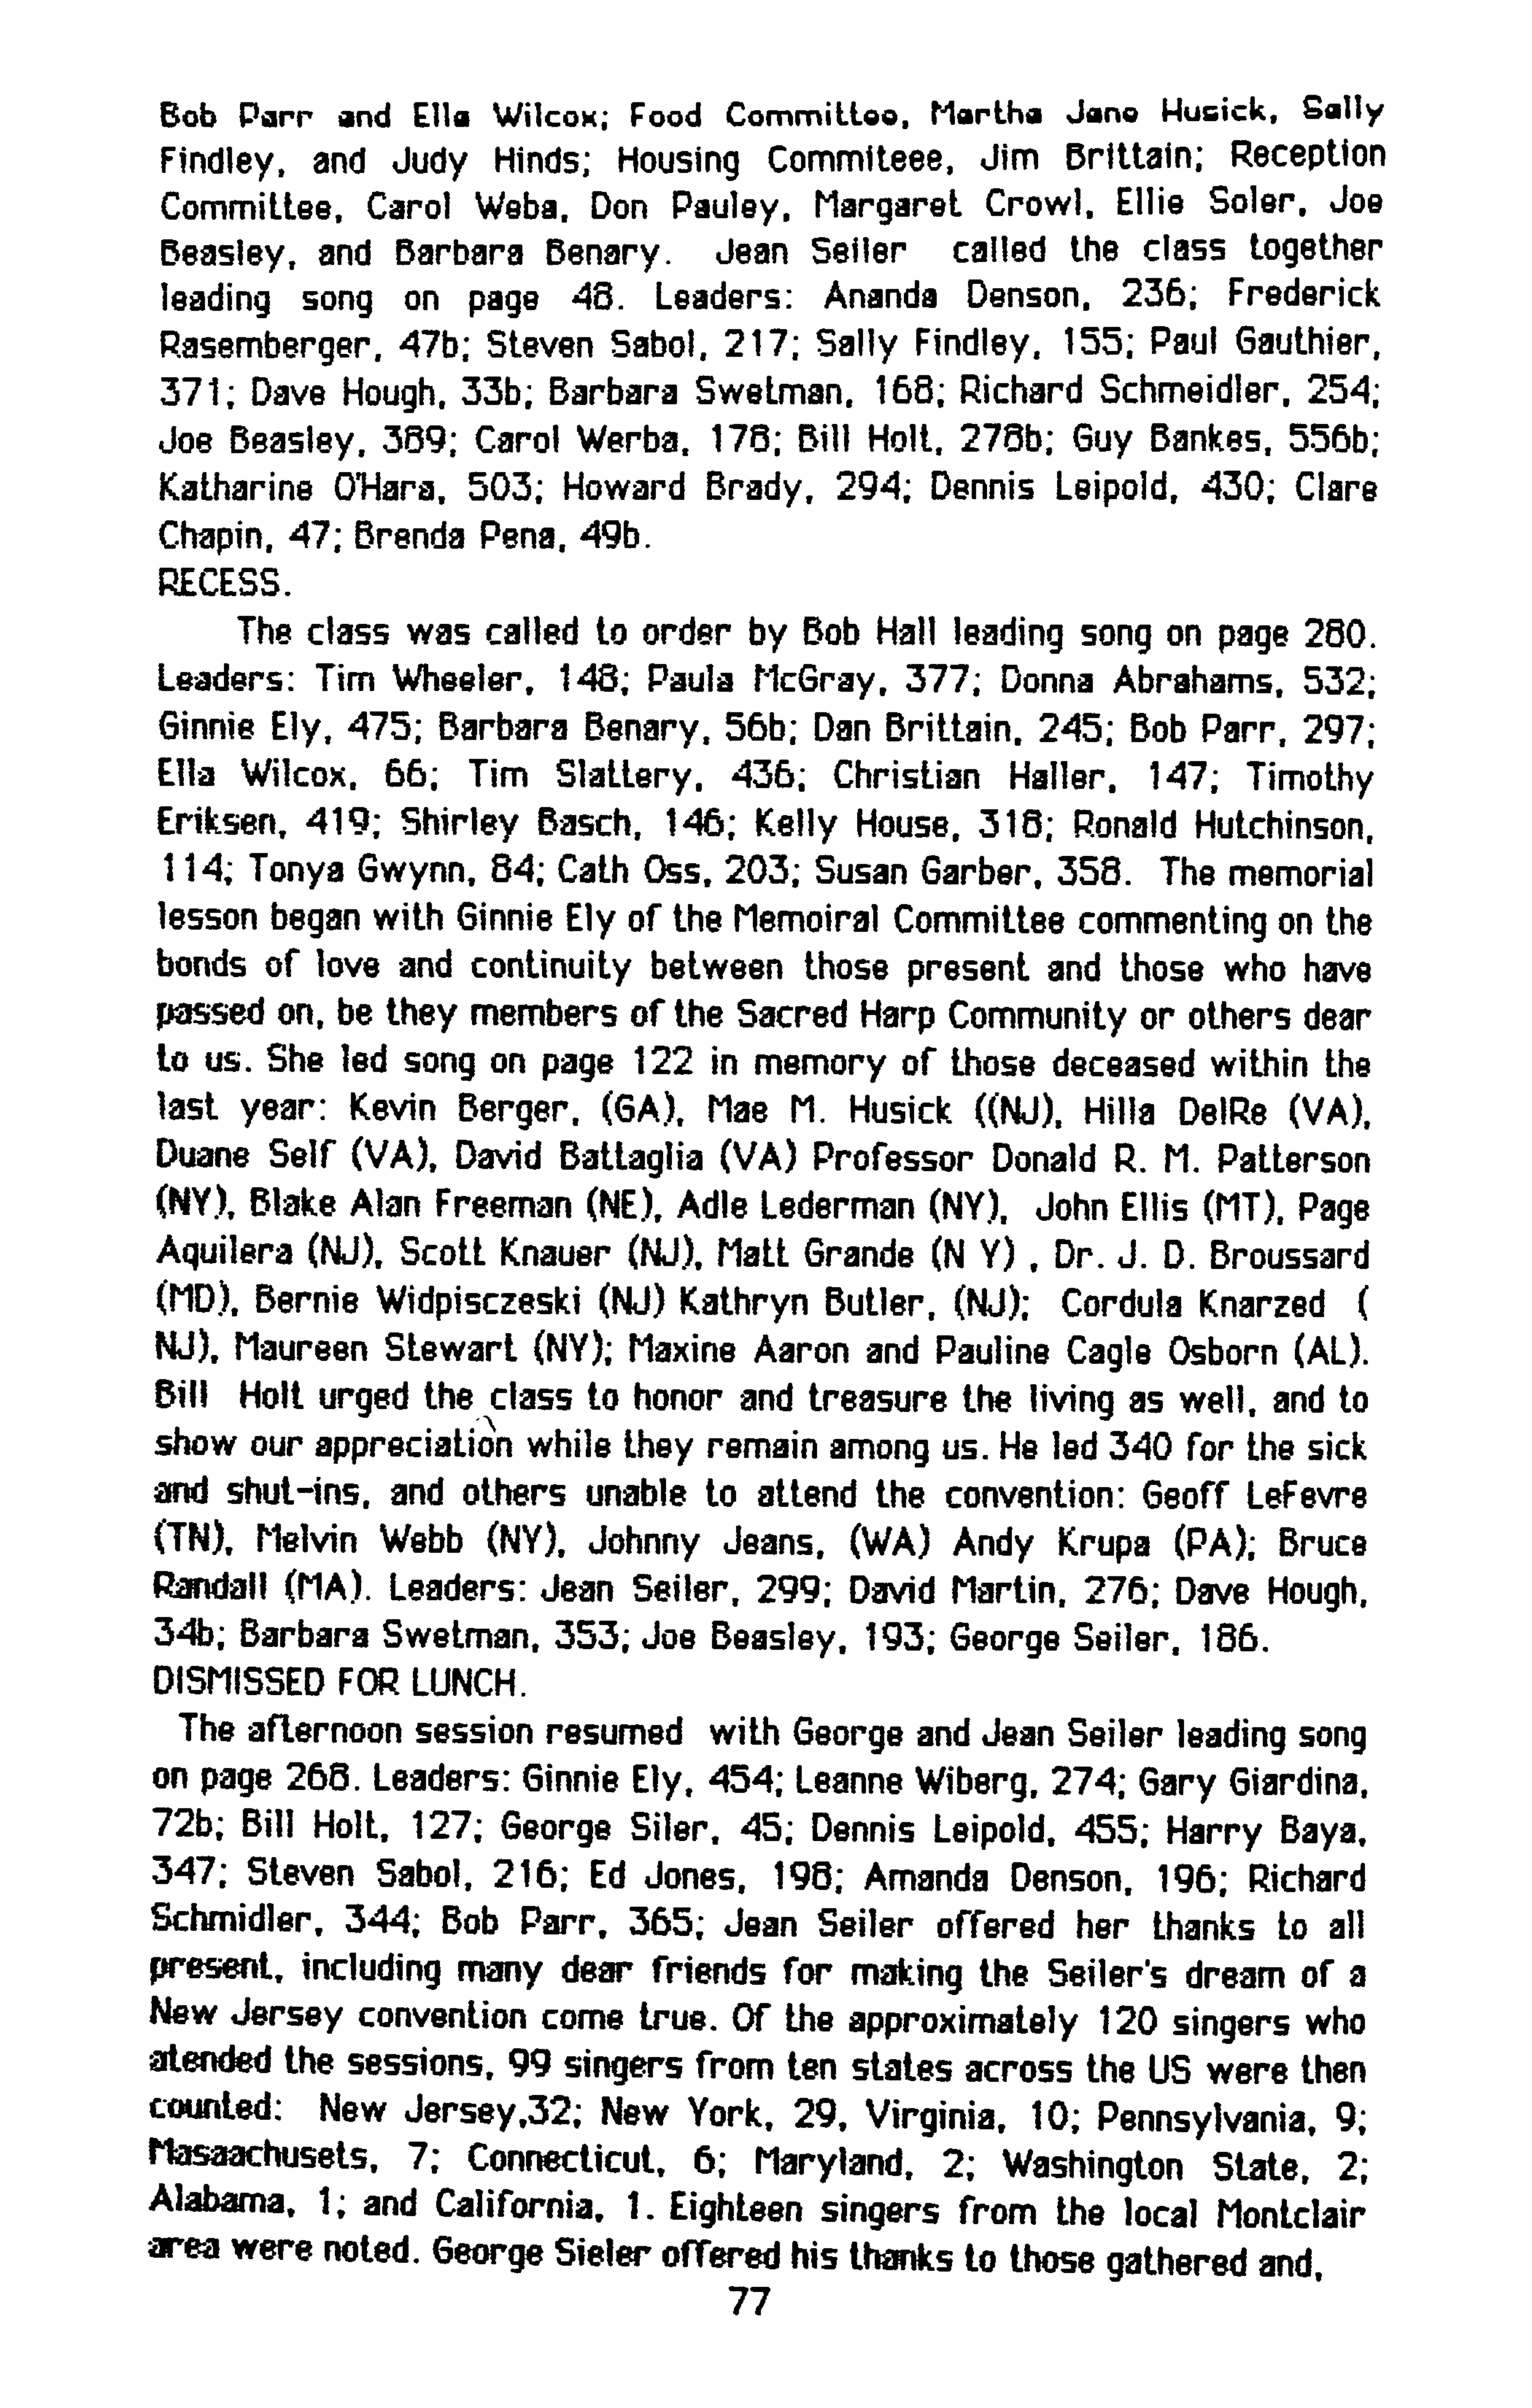 Bob Parr and Ella Wilcox; Food Committee, Martha Jane Husick, Sally
Findley, and Judy Hinds; Housing Commiteee, Jim Brittain; Reception
Committee, Carol Weba, Don Pauley, Margaret Crowl, Ellie Soler, Joe
Beasley, and Barbara Benary. Jean Seiler called the class together
leading song on page 48. Leaders: Ananda Denson, 236; Frederick
Rasemberger, 47b; Steven Sabol, 217; Sally Findley, 155; Paul Gauthier,
371; Dave Hough, 33b; Barbara Swetman, 168; Richard Schmeidler, 254;
Joe Beasley, 389; Carol Werba, 178; Bill Holt, 278b; Guy Bankes, 556b;
Katharine O'Hara, 503; Howard Brady, 294; Dennis Leipold, 430; Clare
Chapin, 47; Brenda Pena, 49b.
RECESS.
The class was called to order by Bob Hall leading song on page 280.
Leaders: Tim Wheeler, 148; Paula McGray, 377; Donna Abrahams, 532;
Ginnie Ely, 475; Barbara Benary, 56b; Dan Brittain, 245; Bob Parr, 297;
Ella Wilcox, 66; Tim Slattery, 436; Christian Haller, 147; Timothy
Eriksen, 419; Shirley Basch, 146; Kelly House, 318; Ronald Hutchinson,
114; Tonya Gwynn, 84; Cath Oss, 203; Susan Garber, 358. The memorial
lesson began with Ginnie Ely of the Memoiral Committee commenting on the
bonds of love and continuity between those present and those who have
passed on, be they members of the Sacred Harp Community or others dear
to us. She led song on page 122 in memory of those deceased within the
last year: Kevin Berger, (GA), Mae M. Husick ((NJ), Hilla DelRe (VA),
Duane Self (VA), David Battaglia (VA) Professor Donald R. M. Patterson
(NY), Blake Alan Freeman (NE), Adle Lederman (NY), John Ellis (MT), Page
Aquilera (NJ), Scott Knauer (NJ), Matt Grande (N Y) , Dr. J. D. Broussard
(MD), Bernie Widpisczeski (NJ) Kathryn Butler, (NJ); Cordula Knarzed (
NJ), Maureen Stewart (NY); Maxine Aaron and Pauline Cagle Osborn (AL).
Bill Holt urged the class to honor and treasure the living as well, and to
show our appreciation while they remain among us. He led 340 for the sick
and shut-ins, and others unable to attend the convention: Geoff LeFevre
(TN), Melvin Webb (NY), Johnny Jeans, (WA) Andy Krupa (PA); Bruce
Randall (MA). Leaders: Jean Seiler, 299; David Martin, 276; Dave Hough,
34b; Barbara Swetman, 353; Joe Beasley, 193; George Seiler, 186.
DISMISSED FOR LUNCH.
The afternoon session resumed with George and Jean Seiler leading song
on page 268. Leaders: Ginnie Ely, 454; Leanne Wiberg, 274; Gary Giardina,
72b; Bill Holt, 127; George Siler, 45; Dennis Leipold, 455; Harry Baya,
347; Steven Sabol, 216; Ed Jones, 198; Amanda Denson, 196; Richard
Schmidler, 344; Bob Parr, 365; Jean Seiler offered her thanks to all
present, including many dear friends for making the Seiler's dream of a
New Jersey convention come true. Of the approximately 120 singers who
atended the sessions, 99 singers from ten states across the US were then
counted: New Jersey,32; New York, 29, Virginia, 10; Pennsylvania, 9;
Masaachusets, 7; Connecticut, 6; Maryland, 2; Washington State, 2;
Alabama, 1; and California, 1. Eighteen singers from the local Montclair
area were noted. George Sieler offered his thanks to those gathered and,
77